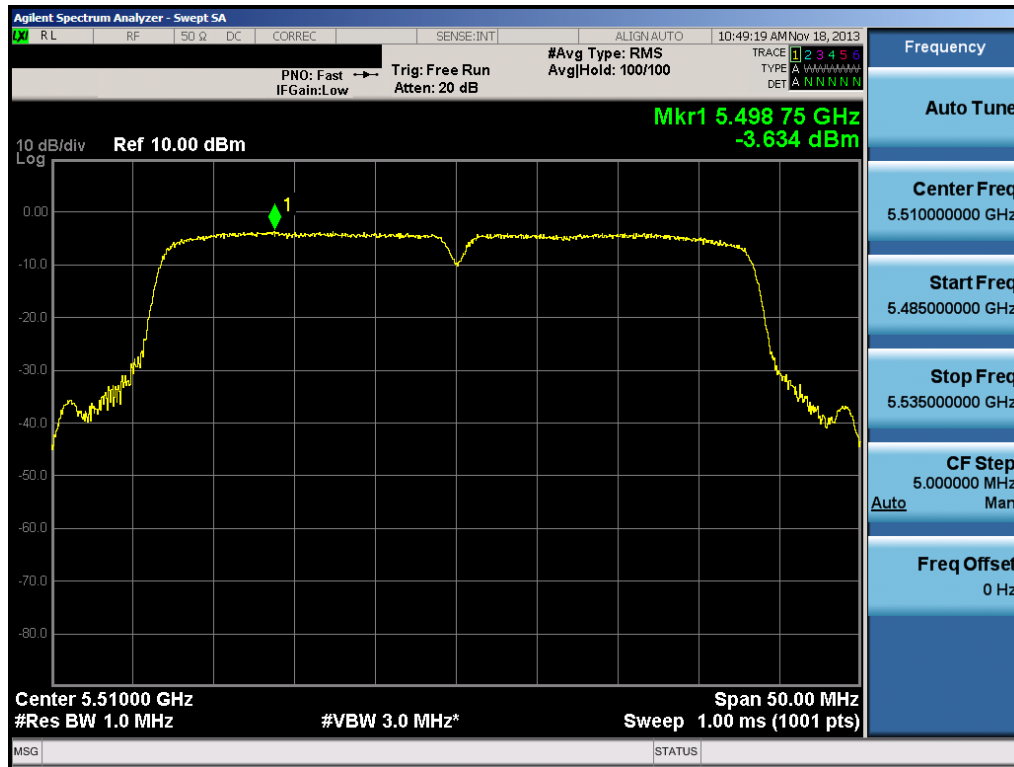 Agilent Spectrum Analyzer - Swept SA
LXI RL RF 50 Ω DC CORREC SENSE:INT ALIGN AUTO 10:49:19 AM Nov 18, 2013
PNO: Fast
IFGain:Low
Trig: Free Run
Atten: 20 dB
#Avg Type: RMS
Avg|Hold: 100/100
TRACE 1 2 3 4 5 6
TYPE A WWWWW
DET A N N N N N
Mkr1 5.498 75 GHz
-3.634 dBm
10 dB/div Ref 10.00 dBm
Log
1
0.00
-10.0
-20.0
-30.0
-40.0
-50.0
-60.0
-70.0
-80.0
Center 5.51000 GHz Span 50.00 MHz
#Res BW 1.0 MHz #VBW 3.0 MHz* Sweep 1.00 ms (1001 pts)
MSG STATUS
Frequency
Auto Tune
Center Freq
5.510000000 GHz
Start Freq
5.485000000 GHz
Stop Freq
5.535000000 GHz
CF Step
5.000000 MHz
Auto Man
Freq Offset
0 Hz